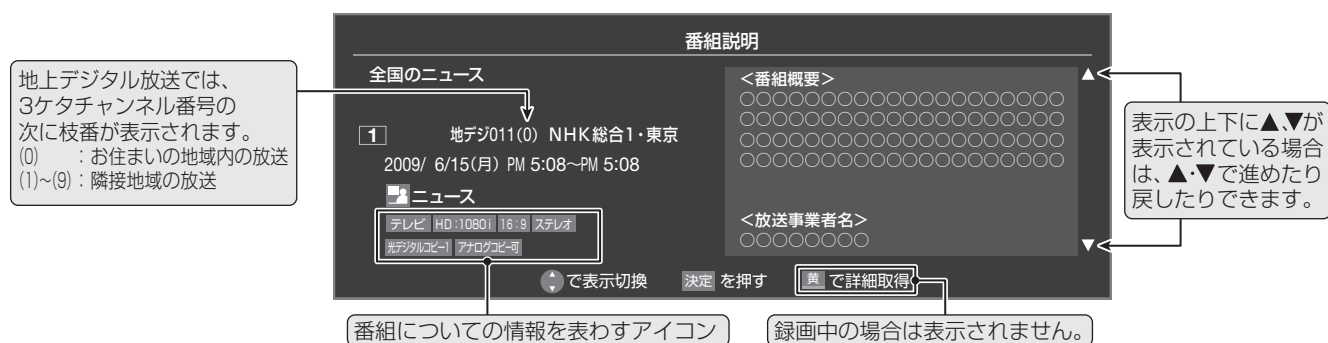 番組説明
全国のニュース
1 地デジ011(0) NHK総合1・東京
2009/ 6/15(月) PM 5:08~PM 5:08
ニュース
テレビ HD:1080i 16:9 ステレオ
光デジタルコピー1 アナログコピー可
<番組概要>
○○○○○○○○○○○○○○○○○○○○
○○○○○○○○○○○○○○○○○○○○
○○○○○○○○○○○○○○○○○○○○
○○○○○○○○○○○○○○○○○○○○
<放送事業者名>
○○○○○○○○
▲
▼
で表示切換 決定 を押す 黄 で詳細取得
地上デジタル放送では、
3ケタチャンネル番号の
次に枝番が表示されます。
(0) :お住まいの地域内の放送
(1)~(9):隣接地域の放送
表示の上下に▲、▼が
表示されている場合
は、▲・▼で進めたり
戻したりできます。
番組についての情報を表わすアイコン
録画中の場合は表示されません。